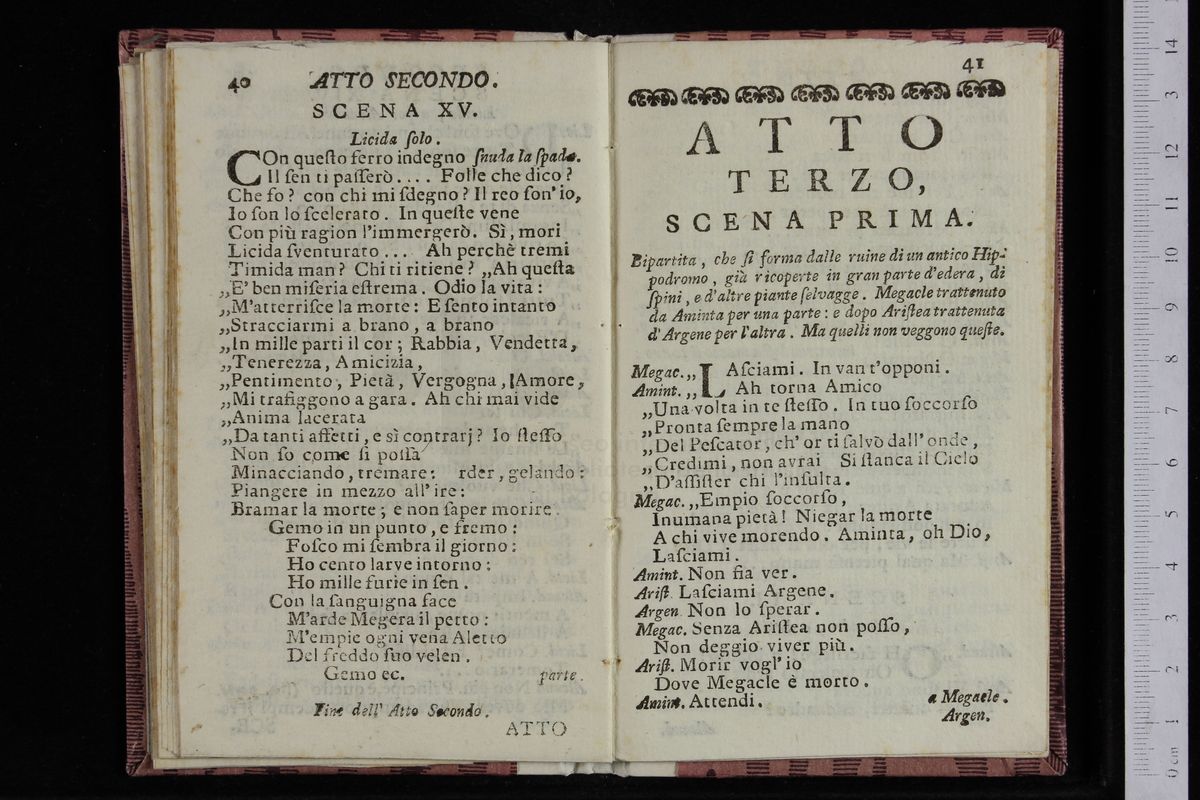 40 ATTO SECONDO.
SCENA XV.
Licida ſolo.
COn queſto ferro indegno ſnuda la ſpada.
Il ſen ti paſſerò .... Folle che dico?
Che fo? con chi mi ſdegno? Il reo ſon' io,
Io ſon lo ſcelerato. In queſte vene
Con più ragion l'immergerò. Sì, mori
Licida ſventurato ... Ah perchè tremi
Timida man? Chi ti ritiene? „Ah queſta
„E' ben miſeria eſtrema. Odio la vita:
„M'atterriſce la morte: E ſento intanto
„Stracciarmi a brano, a brano
„In mille parti il cor; Rabbia, Vendetta,
„Tenerezza, Amicizia,
„Pentimento, Pietà, Vergogna, Amore,
„Mi trafiggono a gara. Ah chi mai vide
„Anima lacerata
„Da tanti affetti, e sì contrarj? Io ſteſſo
Non ſo come ſi poſſa
Minacciando, tremare: rder, gelando:
Piangere in mezzo all' ire:
Bramar la morte; e non ſaper morire.
Gemo in un punto, e fremo:
Foſco mi ſembra il giorno:
Ho cento larve intorno:
Ho mille furie in ſen.
Con la ſanguigna face
M'arde Megera il petto:
M'empie ogni vena Aletto
Del freddo ſuo velen.
Gemo ec. parte.
Fine dell' Atto Secondo.
ATTO
41
ATTO
TERZO,
SCENA PRIMA.
Bipartita, che ſi forma dalle ruine di un antico Hip-
podromo, già ricoperte in gran parte d'edera, di
ſpini, e d'altre piante ſelvagge. Megacle trattenuto
da Aminta per una parte: e dopo Ariſtea trattenuta
d'Argene per l'altra. Ma quelli non veggono queſte.
Megac. „LAſciami. In van t'opponi.
Amint. „Ah torna Amico
„Una volta in te ſteſſo. In tuo ſoccorſo
„Pronta ſempre la mano
„Del Peſcator, ch' or ti ſalvò dall' onde,
„Credimi, non avrai Si ſtanca il Cielo
„D'aſſiſter chi l'inſulta.
Megac. „Empio ſoccorſo,
Inumana pietà! Niegar la morte
A chi vive morendo. Aminta, oh Dio,
Laſciami.
Amint. Non fia ver.
Ariſt. Laſciami Argene.
Argen. Non lo ſperar.
Megac. Senza Ariſtea non poſſo,
Non deggio viver più.
Ariſt. Morir vogl' io
Dove Megacle è morto.
Amint. Attendi. a Megacle.
Argen.